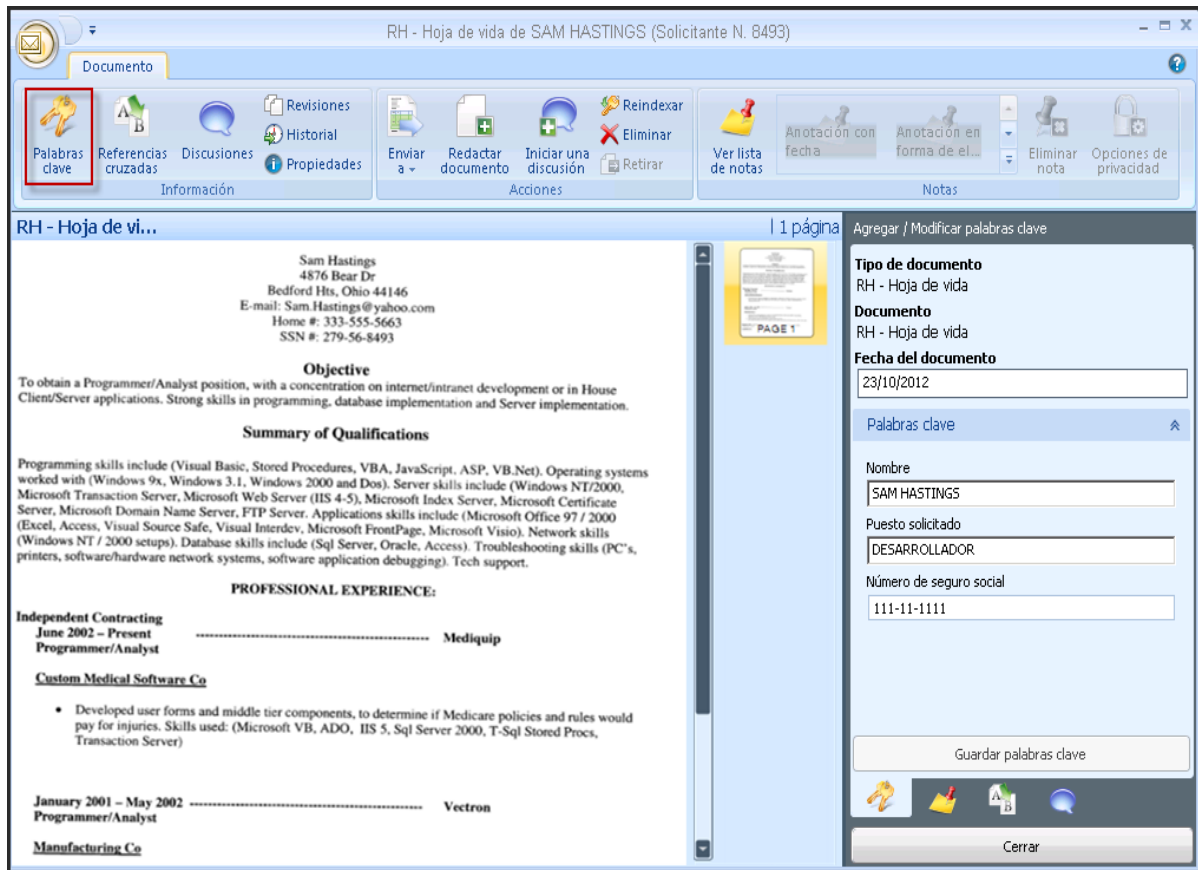 RH - Hoja de vida de SAM HASTINGS (Solicitante N. 8493)
Documento
Palabras clave
Referencias cruzadas
Discusiones
Revisiones
Historial
Propiedades
Información
Enviar a
Redactar documento
Iniciar una discusión
Reindexar
Eliminar
Retirar
Acciones
Ver lista de notas
Anotación con fecha
Anotación en forma de el...
Eliminar nota
Opciones de privacidad
Notas
RH - Hoja de vi...
| 1 página
Sam Hastings
4876 Bear Dr
Bedford Hts, Ohio 44146
E-mail: Sam.Hastings@yahoo.com
Home #: 333-555-5663
SSN #: 279-56-8493
Objective
To obtain a Programmer/Analyst position, with a concentration on internet/intranet development or in House
Client/Server applications. Strong skills in programming, database implementation and Server implementation.
Summary of Qualifications
Programming skills include (Visual Basic, Stored Procedures, VBA, JavaScript, ASP, VB.Net). Operating systems
worked with (Windows 9x, Windows 3.1, Windows 2000 and Dos). Server skills include (Windows NT/2000,
Microsoft Transaction Server, Microsoft Web Server (IIS 4-5), Microsoft Index Server, Microsoft Certificate
Server, Microsoft Domain Name Server, FTP Server. Applications skills include (Microsoft Office 97 / 2000
(Excel, Access, Visual Source Safe, Visual Interdev, Microsoft FrontPage, Microsoft Visio). Network skills
(Windows NT / 2000 setups). Database skills include (Sql Server, Oracle, Access). Troubleshooting skills (PC's,
printers, software/hardware network systems, software application debugging). Tech support.
PROFESSIONAL EXPERIENCE:
Independent Contracting
June 2002 – Present ---------------------------------------------- Mediquip
Programmer/Analyst
Custom Medical Software Co
• Developed user forms and middle tier components, to determine if Medicare policies and rules would
pay for injuries. Skills used: (Microsoft VB, ADO, IIS 5, Sql Server 2000, T-Sql Stored Procs,
Transaction Server)
January 2001 – May 2002 ---------------------------------------------- Vectron
Programmer/Analyst
Manufacturing Co
PAGE 1
Agregar / Modificar palabras clave
Tipo de documento
RH - Hoja de vida
Documento
RH - Hoja de vida
Fecha del documento
23/10/2012
Palabras clave
Nombre
SAM HASTINGS
Puesto solicitado
DESARROLLADOR
Número de seguro social
111-11-1111
Guardar palabras clave
Cerrar